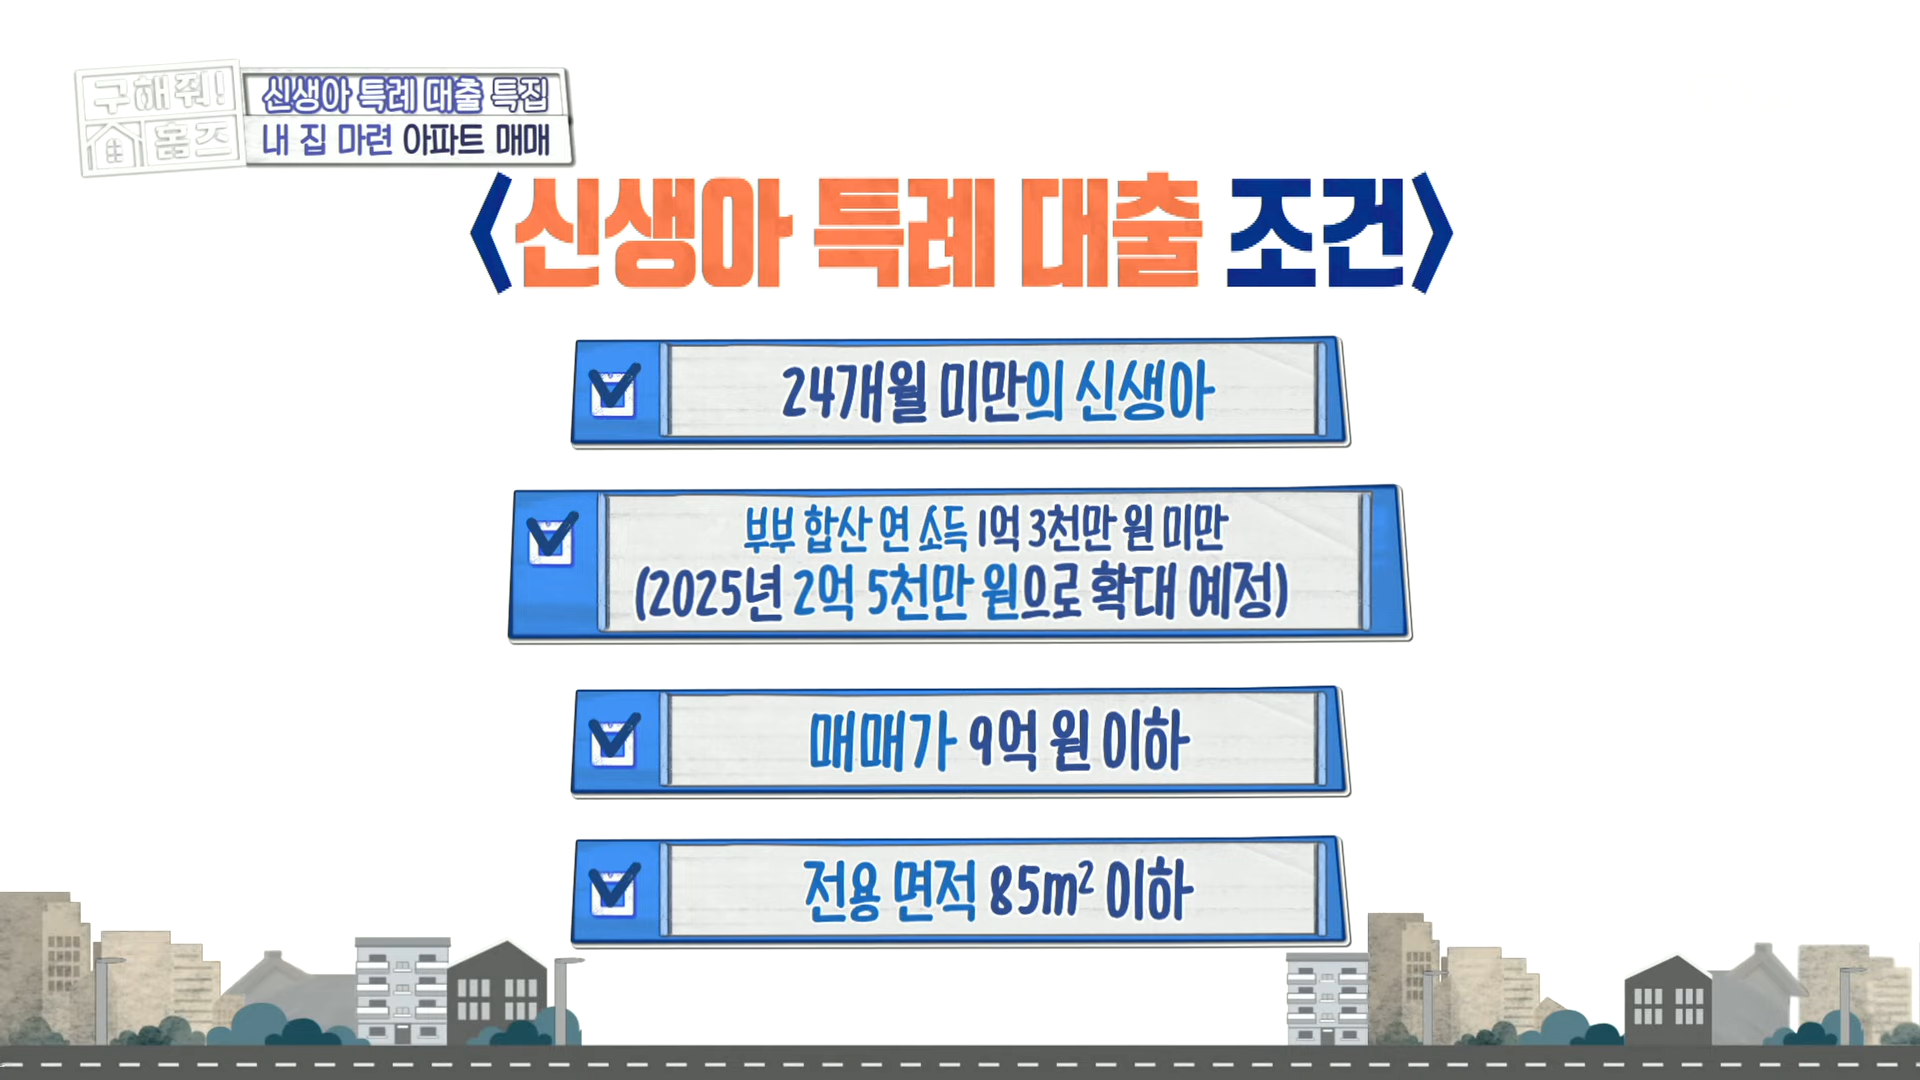 구해줘!
홈즈
신생아 특례 대출 특집
내 집 마련 아파트 매매
<신생아 특례 대출 조건>
24개월 미만의 신생아
부부 합산 연 소득 1억 3천만 원 미만
(2025년 2억 5천만 원으로 확대 예정)
매매가 9억 원 이하
전용 면적 85m² 이하